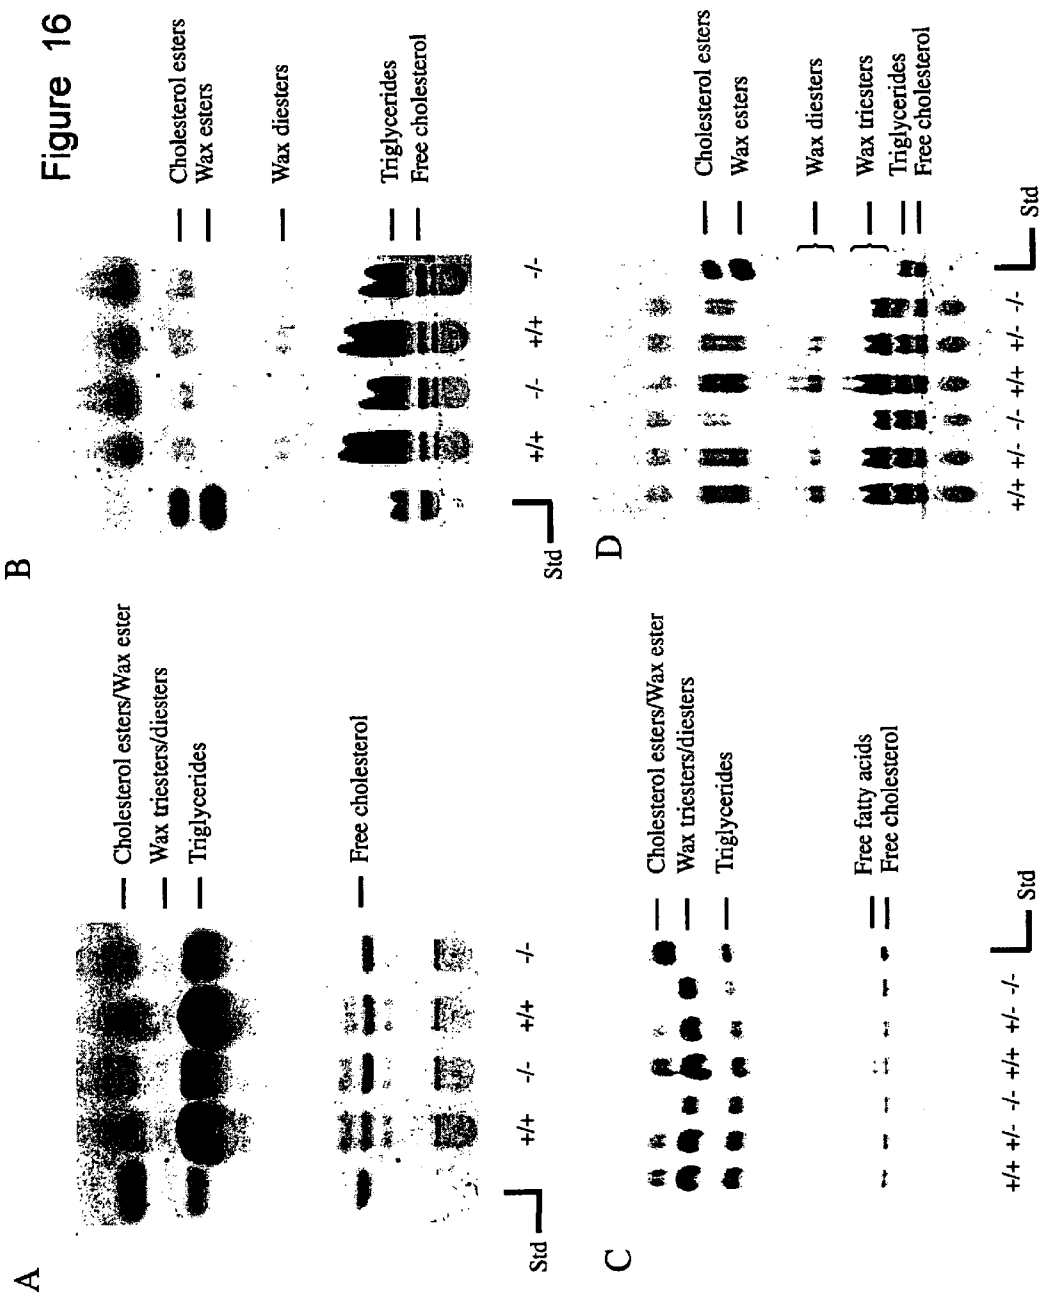 Figure 16
A
Cholesterol esters/Wax ester
Wax triesters/diesters
Triglycerides
Free cholesterol
Std
+/+ -/- +/+ -/-
B
Cholesterol esters
Wax esters
Wax diesters
Triglycerides
Free cholesterol
Std
+/+ -/- +/+ -/-
C
Cholesterol esters/Wax ester
Wax triesters/diesters
Triglycerides
Free fatty acids
Free cholesterol
+/+ +/- -/- +/+ +/- -/-
Std
D
Cholesterol esters
Wax esters
Wax diesters
Wax triesters
Triglycerides
Free cholesterol
+/+ +/- -/- +/+ +/- -/-
Std